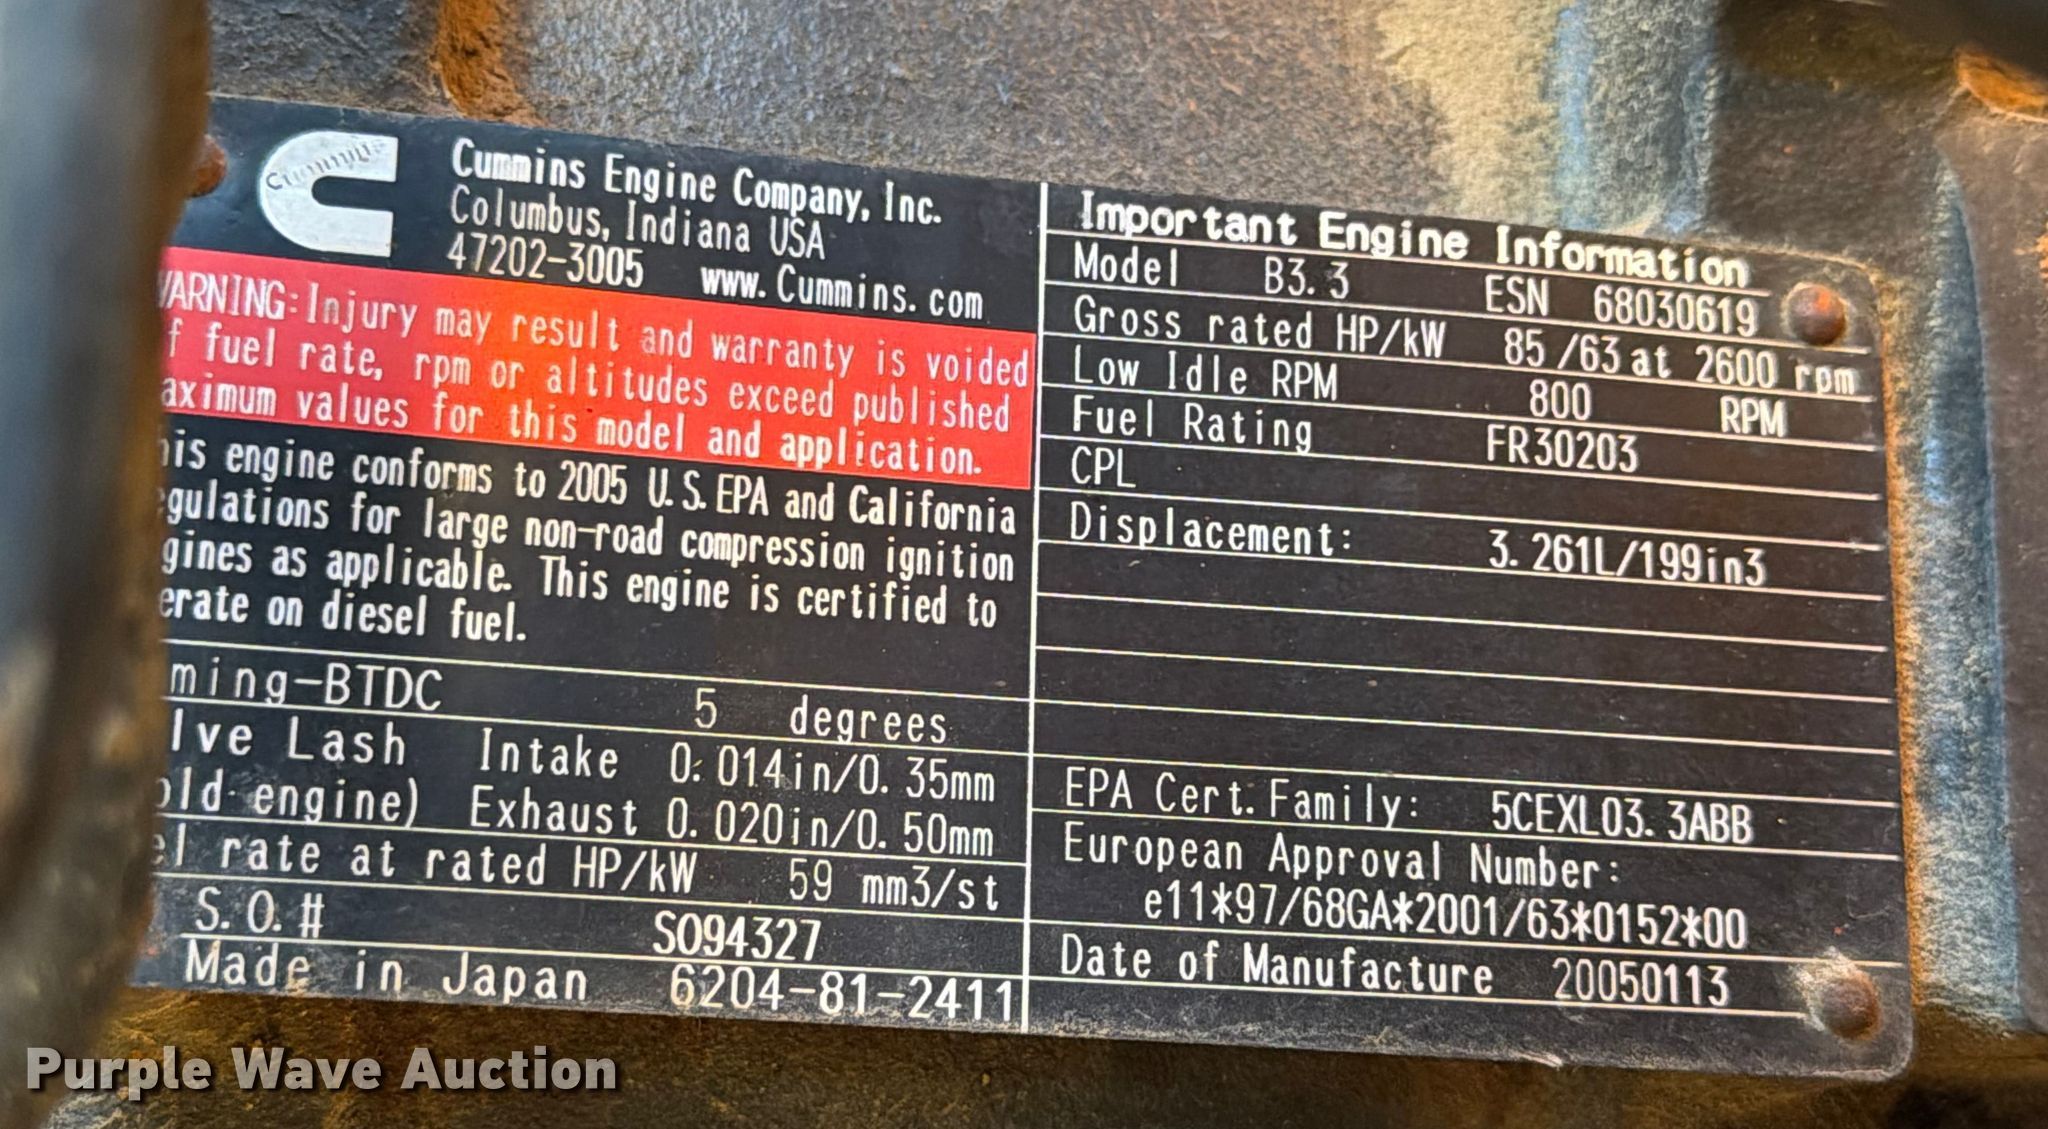 Cummins
Cummins Engine Company, Inc.
Columbus, Indiana USA
47202-3005 www.Cummins.com
WARNING: Injury may result and warranty is voided
f fuel rate, rpm or altitudes exceed published
aximum values for this model and application.
his engine conforms to 2005 U.S. EPA and California
gulations for large non-road compression ignition
gines as applicable. This engine is certified to
erate on diesel fuel.
ming-BTDC 5 degrees
lve Lash Intake 0.014in/0.35mm
old engine) Exhaust 0.020in/0.50mm
el rate at rated HP/kW 59 mm3/st
S.O.# SO94327
Made in Japan 6204-81-2411
Important Engine Information
Model B3.3 ESN 68030619
Gross rated HP/kW 85/63 at 2600 rpm
Low Idle RPM 800 RPM
Fuel Rating FR30203
CPL
Displacement: 3.261L/199in3
EPA Cert. Family: 5CEXL03.3ABB
European Approval Number:
e11*97/68GA*2001/63*0152*00
Date of Manufacture 20050113
Purple Wave Auction